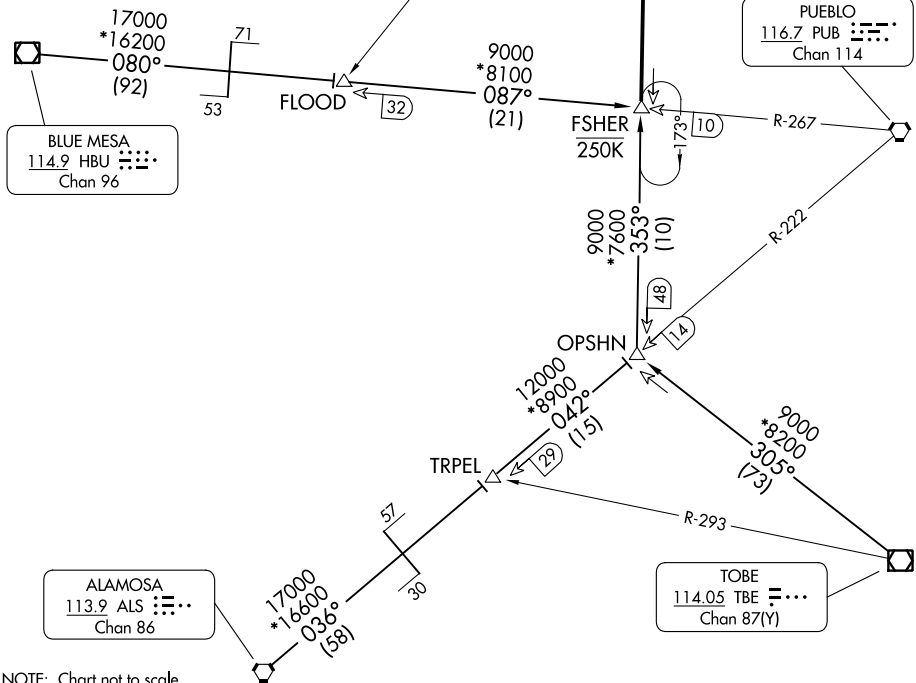 17000
*16200
080°
(92)
71
53
FLOOD
32
9000
*8100
087°
(21)
FSHER
250K
173°
10
R-267
PUEBLO
116.7 PUB
Chan 114
BLUE MESA
114.9 HBU
Chan 96
9000
*7600
353°
(10)
R-222
48
14
OPSHN
12000
*8900
042°
(15)
TRPEL
29
9000
*8200
305°
(73)
R-293
57
30
17000
*16600
036°
(58)
ALAMOSA
113.9 ALS
Chan 86
TOBE
114.05 TBE
Chan 87(Y)
NOTE: Chart not to scale